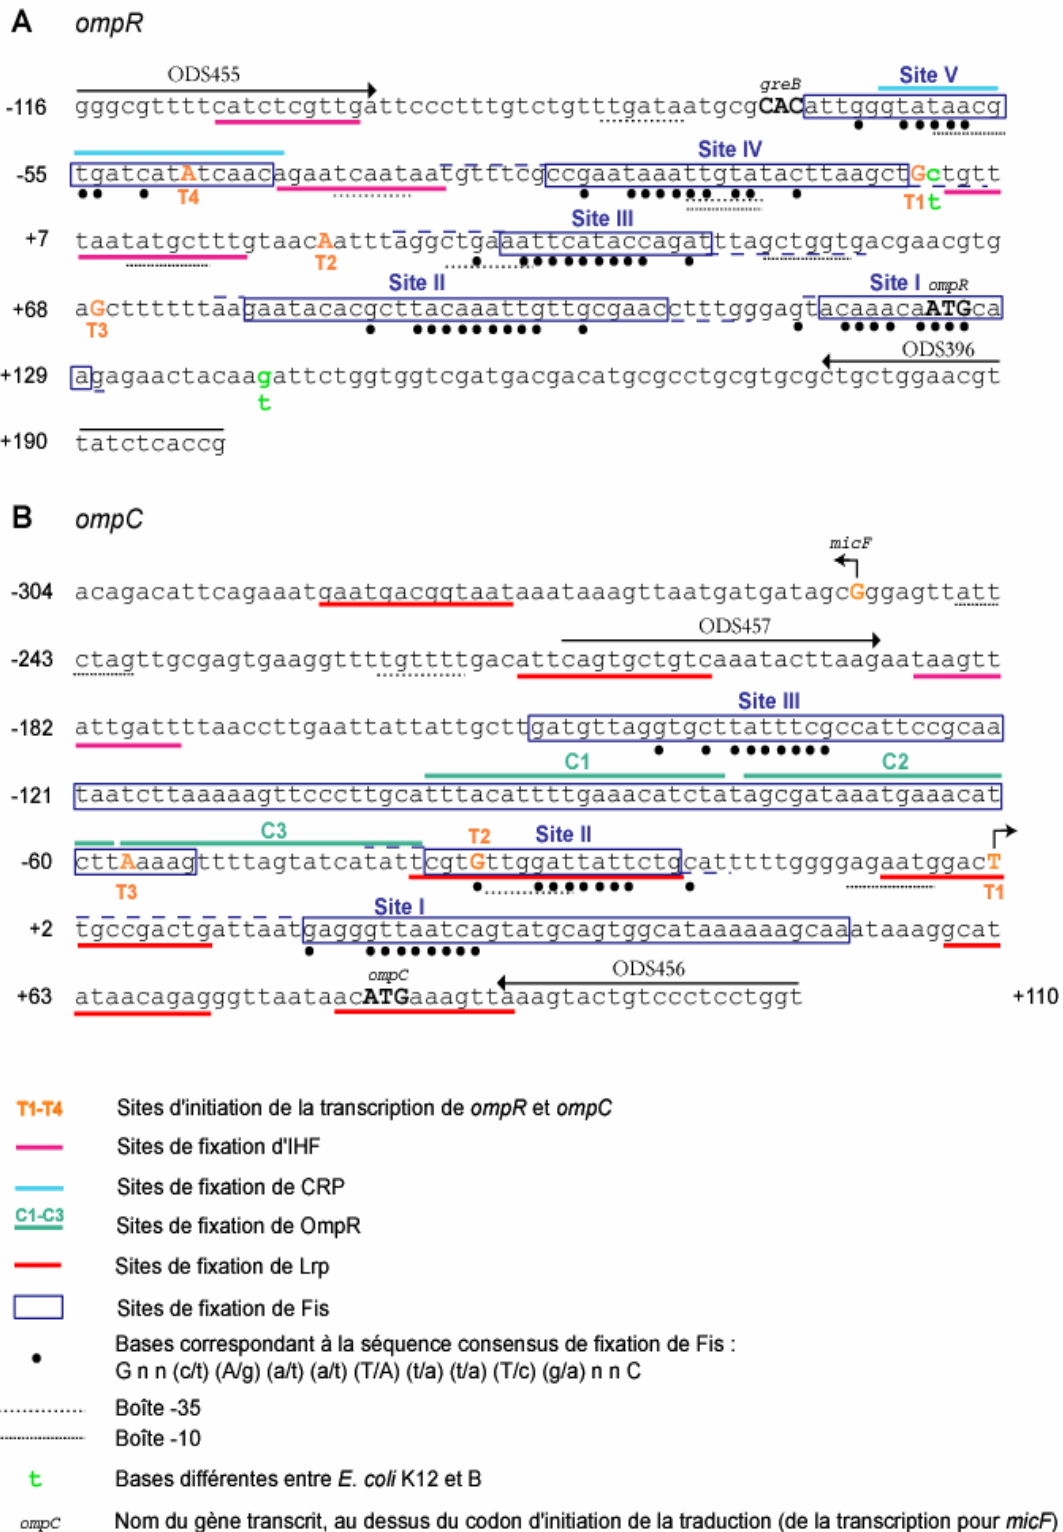 A ompR
ODS455 greB Site V
-116 gggcgttttcatctcgttgattccctttgtctgtttgataatgcgCACattgggtataacg
Site IV
-55 tgatcatAtcaacagaatcaataatgtttcgccgaataaattgtatacttaagctGctgtt
T4 T1 t
Site III
+7 taatatgctttgtaacAatttaggctgaaattcataccagatttagctggtgacgaacgtg
T2
Site II Site I ompR
+68 aGcttttttaagaatacacgcttacaaattgttgcgaacctttgggagtacaaacaATGca
T3
ODS396
+129 agagaactacaagattctggtggtcgatgacgacatgcgcctgcgtgcgctgctggaacgt
t
+190 tatctcaccg
B ompC
micF
-304 acagacattcagaaatgaatgacggtaataaataaagttaatgatgatagcGggagttatt
ODS457
-243 ctagttgcgagtgaaggttttgttttgacattcagtgctgtcaaatacttaagaataagtt
Site III
-182 attgattttaaccttgaattattattgcttgatgttaggtgcttatttcgccattccgcaa
C1 C2
-121 taatcttaaaaagttcccttgcatttacattttgaaacatctatagcgataaatgaaacat
C3 T2 Site II
-60 cttAaaagttttagtatcatattcgtGttggattattctgcatttttggggagaatggacT
T3 T1
Site I
+2 tgccgactgattaatgagggttaatcagtatgcagtggcataaaaaagcaaataaaggcat
ompC ODS456
+63 ataacagagggttaataacATGaaagttaaagtactgtccctcctggt +110
T1-T4 Sites d'initiation de la transcription de ompR et ompC
Sites de fixation d'IHF
Sites de fixation de CRP
C1-C3 Sites de fixation de OmpR
Sites de fixation de Lrp
Sites de fixation de Fis
Bases correspondant à la séquence consensus de fixation de Fis :
G n n (c/t) (A/g) (a/t) (a/t) (T/A) (t/a) (t/a) (T/c) (g/a) n n C
Boîte -35
Boîte -10
t Bases différentes entre E. coli K12 et B
ompC Nom du gène transcrit, au dessus du codon d'initiation de la traduction (de la transcription pour micF)